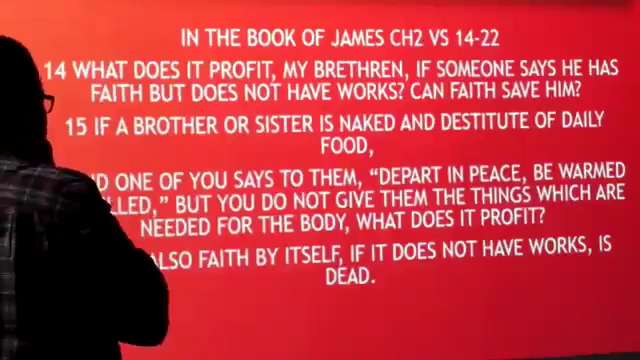 IN THE BOOK OF JAMES CH2 VS 14-22
14 WHAT DOES IT PROFIT, MY BRETHREN, IF SOMEONE SAYS HE HAS
FAITH BUT DOES NOT HAVE WORKS? CAN FAITH SAVE HIM?
15 IF A BROTHER OR SISTER IS NAKED AND DESTITUTE OF DAILY
FOOD,
ONE OF YOU SAYS TO THEM, “DEPART IN PEACE, BE WARMED
BUT YOU DO NOT GIVE THEM THE THINGS WHICH ARE
NEEDED FOR THE BODY, WHAT DOES IT PROFIT?
ALSO FAITH BY ITSELF, IF IT DOES NOT HAVE WORKS, IS
DEAD.